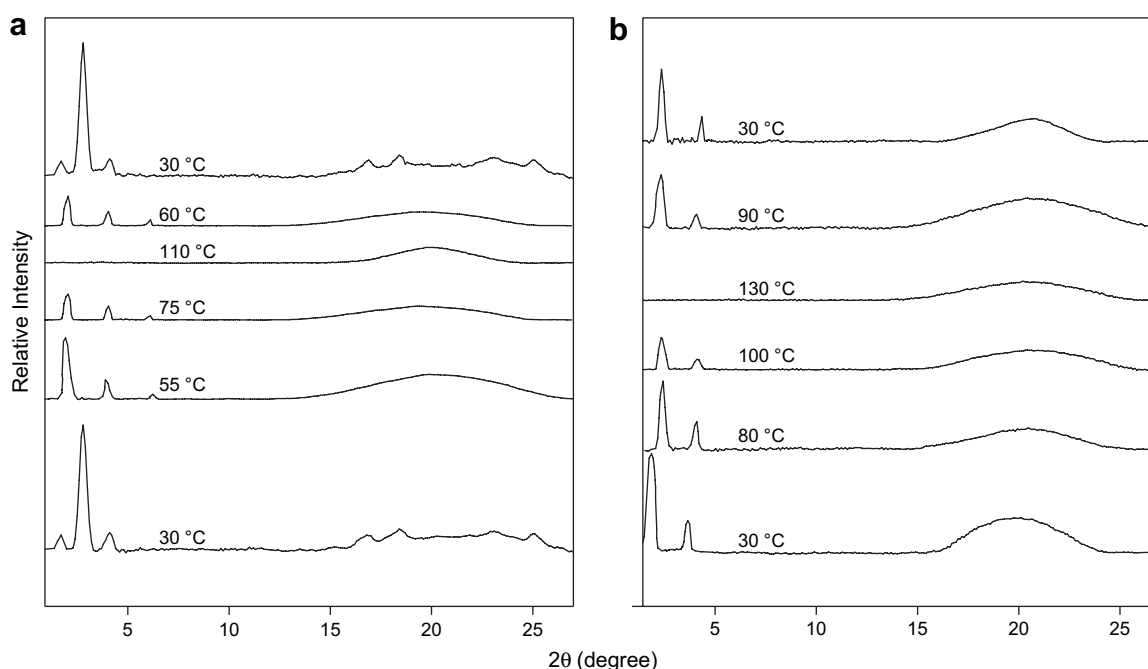 a
30 °C
60 °C
110 °C
75 °C
55 °C
30 °C
Relative Intensity
5 10 15 20 25
b
30 °C
90 °C
130 °C
100 °C
80 °C
30 °C
5 10 15 20 25
2θ (degree)